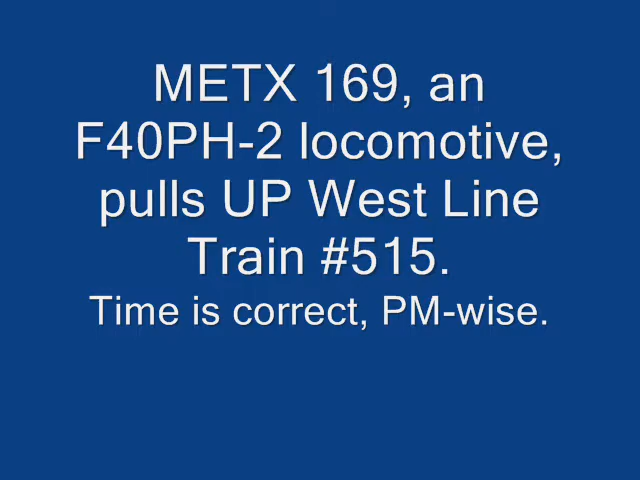 METX 169, an
F40PH-2 locomotive,
pulls UP West Line
Train #515.
Time is correct, PM-wise.